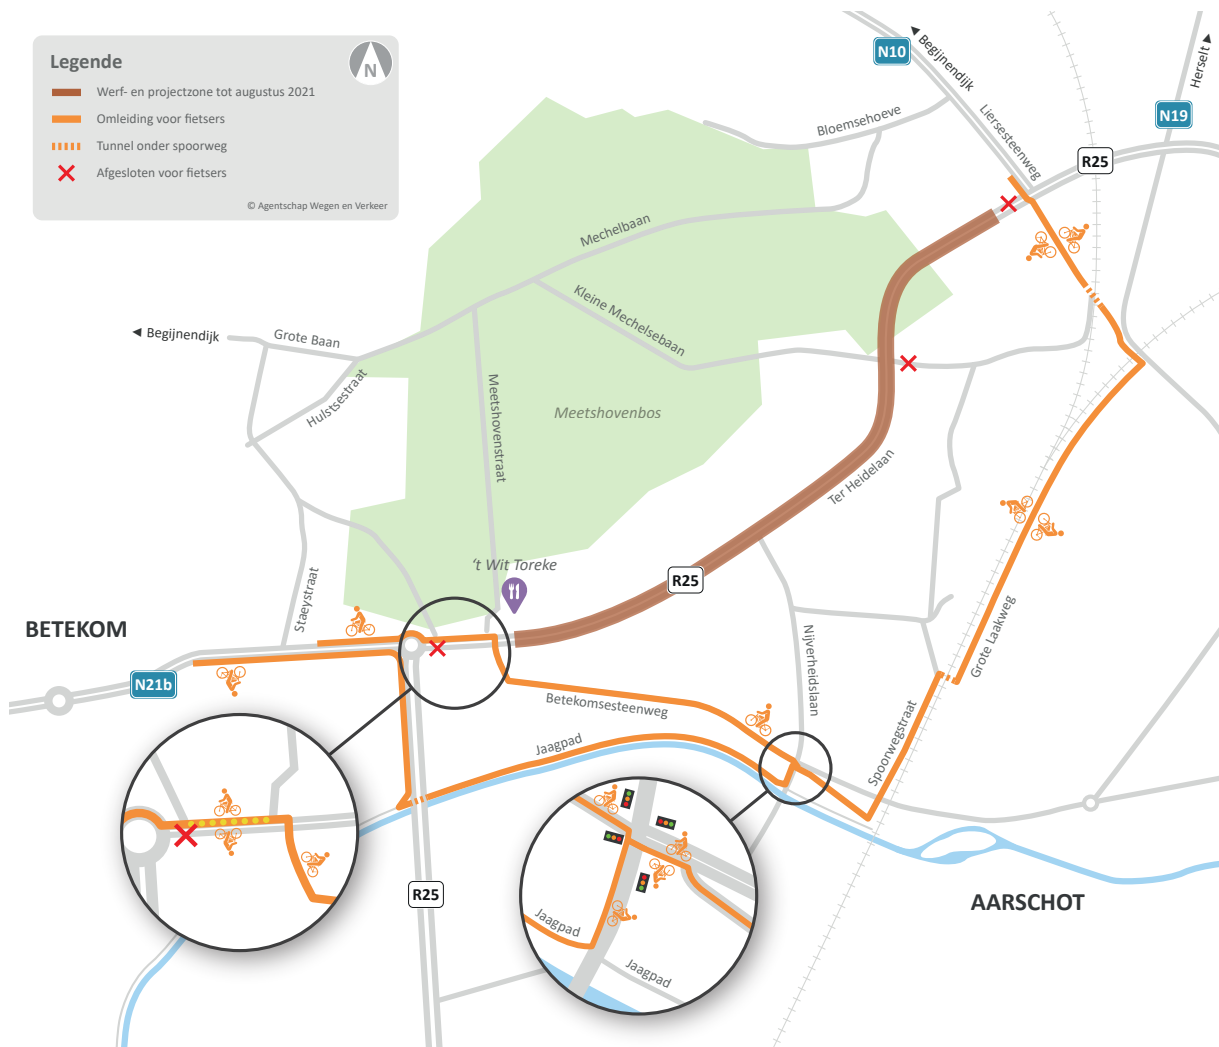 Legende
N
Werf- en projectzone tot augustus 2021
Omleiding voor fietsers
Tunnel onder spoorweg
Afgesloten voor fietsers
© Agentschap Wegen en Verkeer
N10
Begijnendijk
Herselt
N19
Liersesteenweg
Bloemsehoeve
R25
Mechelbaan
Kleine Mechelsebaan
Begijnendijk
Grote Baan
Hulstsestraat
Meetshovenstraat
Meetshovenbos
Ter Heidelaan
't Wit Toreke
R25
Staeystraat
BETEKOM
N21b
Nijverheidslaan
Grote Laakweg
Betekomsesteenweg
Spoorwegstraat
Jaagpad
R25
Jaagpad
Jaagpad
AARSCHOT